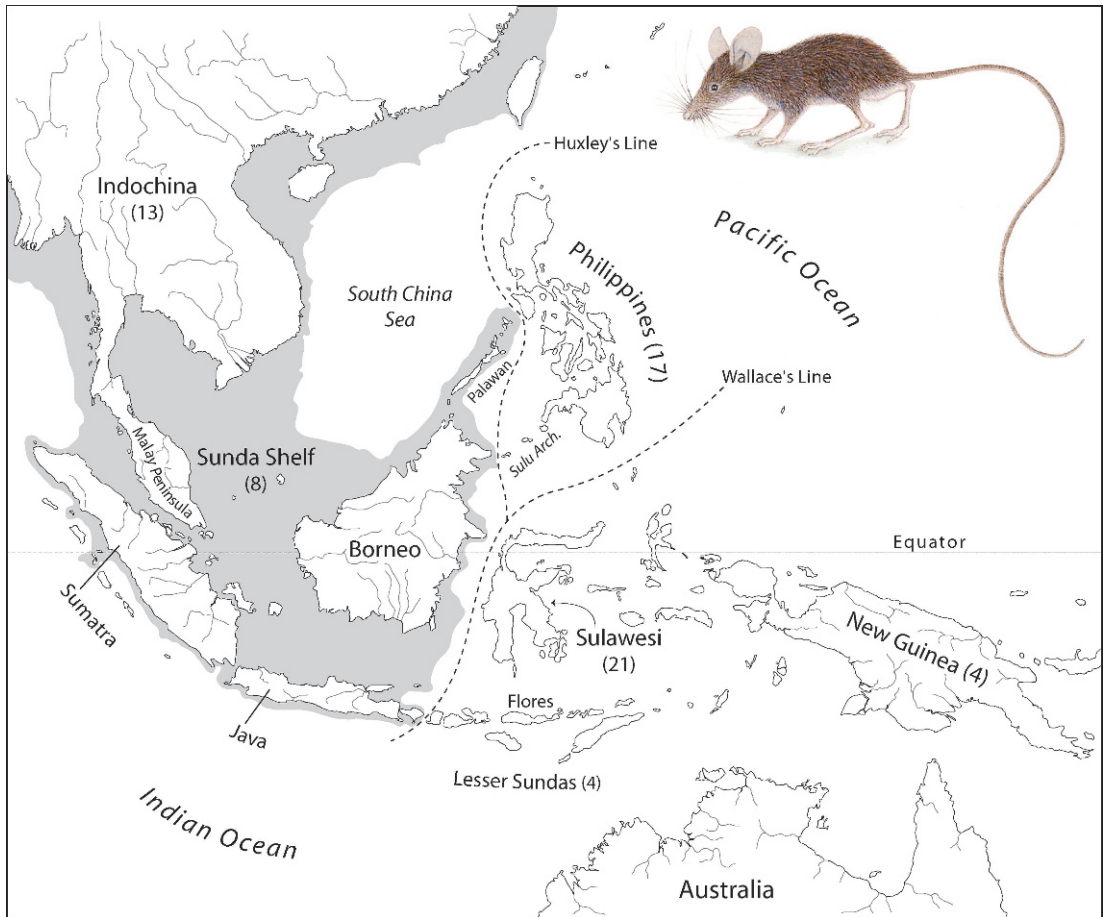 Huxley's Line
Indochina
(13)
Pacific Ocean
Philippines (17)
South China
Sea
Palawan
Wallace's Line
Sulu Arch.
Malay Peninsula
Sunda Shelf
(8)
Borneo
Equator
Sumatra
Sulawesi
(21)
New Guinea (4)
Flores
Java
Lesser Sundas (4)
Indian Ocean
Australia